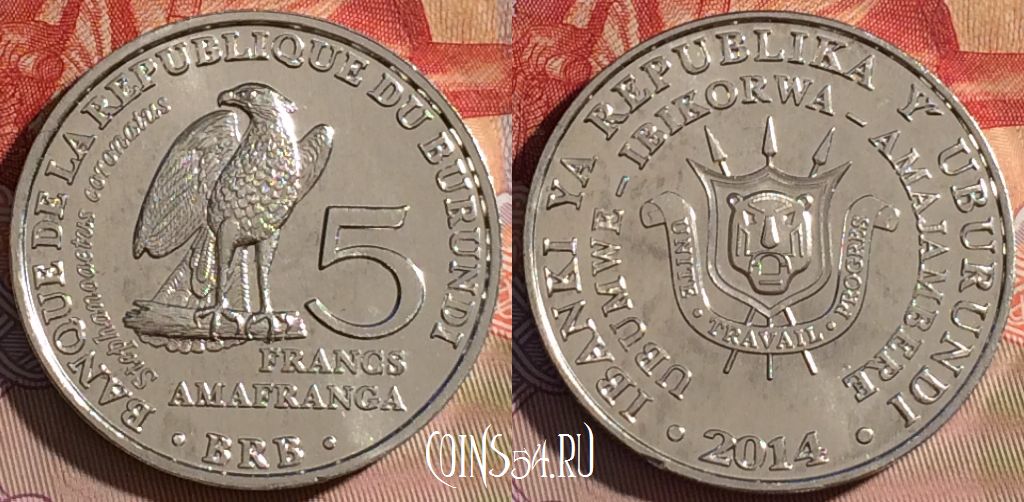 BANQUE DE LA REPUBLIQUE DU BURUNDI
Stephanoaetus coronatus
5
FRANCS
AMAFRANGA
· BRB ·
IBANKI YA REPUBLIKA Y' UBURUNDI
UBUMWE - IBIKORWA - AMAJAMBERE
UNITE · TRAVAIL · PROGRES
· 2014 ·
COINS54.RU